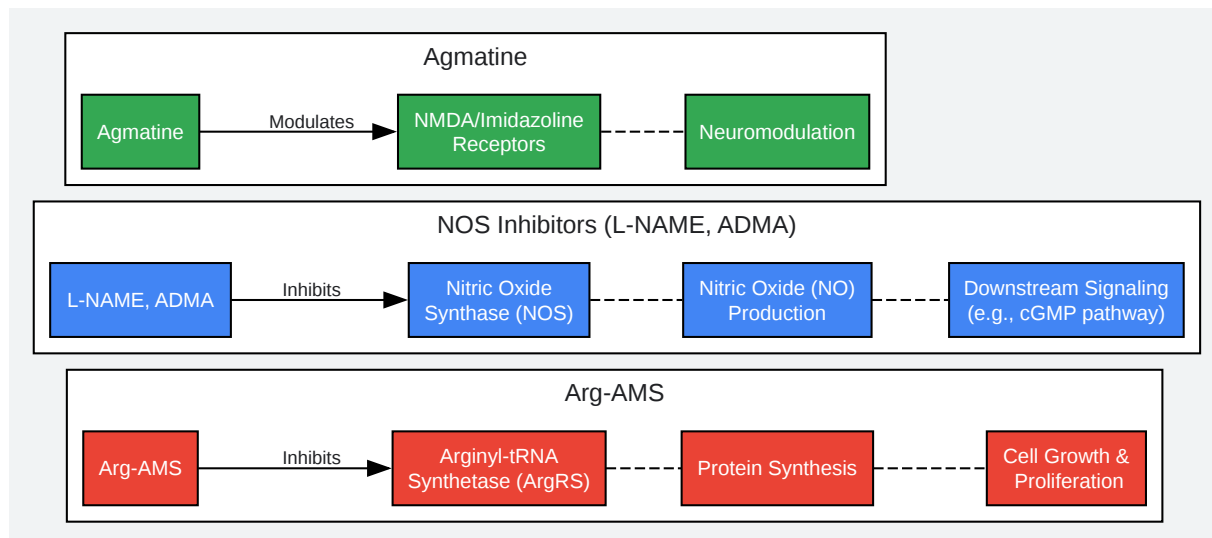 Agmatine
Agmatine
Modulates
NMDA/Imidazoline
Receptors
Neuromodulation
NOS Inhibitors (L-NAME, ADMA)
L-NAME, ADMA
Inhibits
Nitric Oxide
Synthase (NOS)
Nitric Oxide (NO)
Production
Downstream Signaling
(e.g., cGMP pathway)
Arg-AMS
Arg-AMS
Inhibits
Arginyl-tRNA
Synthetase (ArgRS)
Protein Synthesis
Cell Growth &
Proliferation